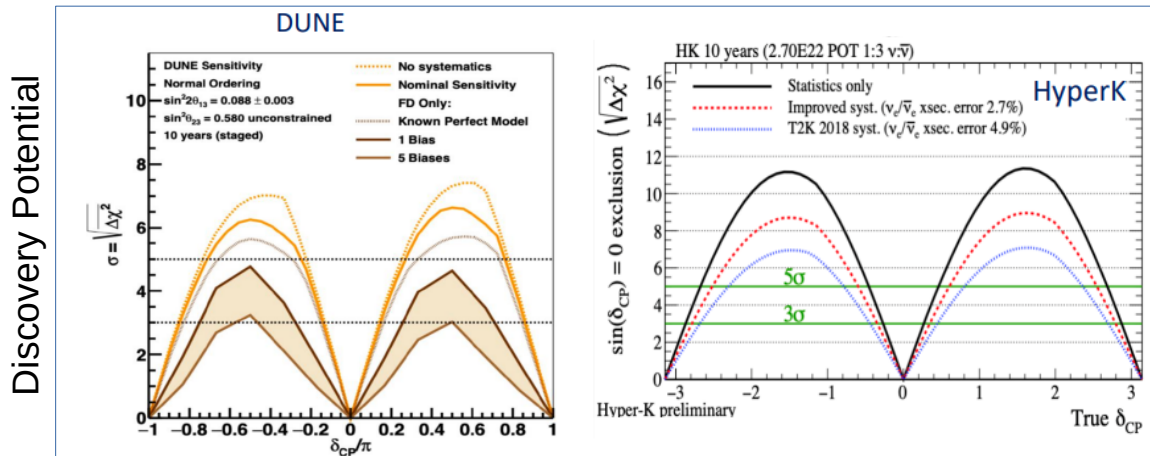 Discovery Potential
DUNE
DUNE Sensitivity
Normal Ordering
sin²2θ₁₃ = 0.088 ± 0.003
sin²θ₂₃ = 0.580 unconstrained
10 years (staged)
No systematics
Nominal Sensitivity
FD Only:
Known Perfect Model
1 Bias
5 Biases
σ = √Δχ²
10
8
6
4
2
0
−1 −0.8 −0.6 −0.4 −0.2 0 0.2 0.4 0.6 0.8 1
δCP/π
HK 10 years (2.70E22 POT 1:3 ν:ν̅)
HyperK
Statistics only
Improved syst. (νₑ/ν̅ₑ xsec. error 2.7%)
T2K 2018 syst. (νₑ/ν̅ₑ xsec. error 4.9%)
sin(δCP) = 0 exclusion (√Δχ²)
16
14
12
10
8
6
4
2
0
5σ
3σ
−3 −2 −1 0 1 2 3
Hyper-K preliminary
True δCP